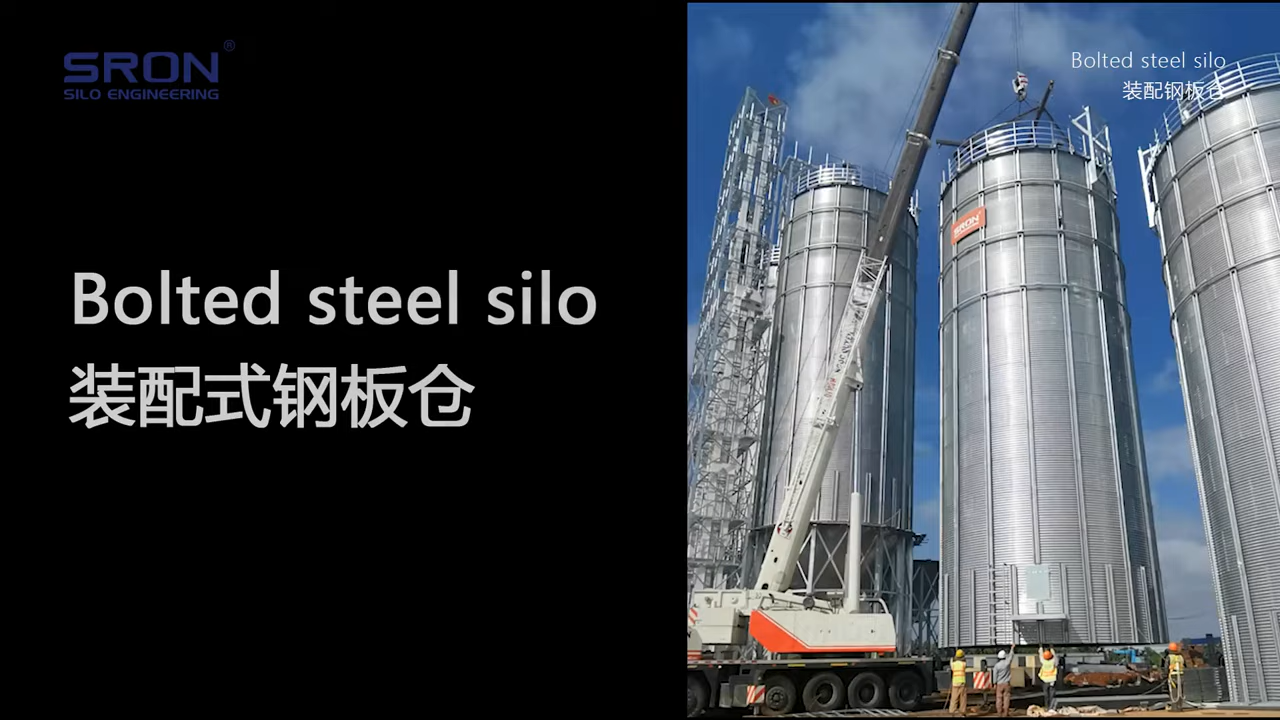 SRON®
SILO ENGINEERING
Bolted steel silo
装配式钢板仓
Bolted steel silo
装配钢板仓
SRON